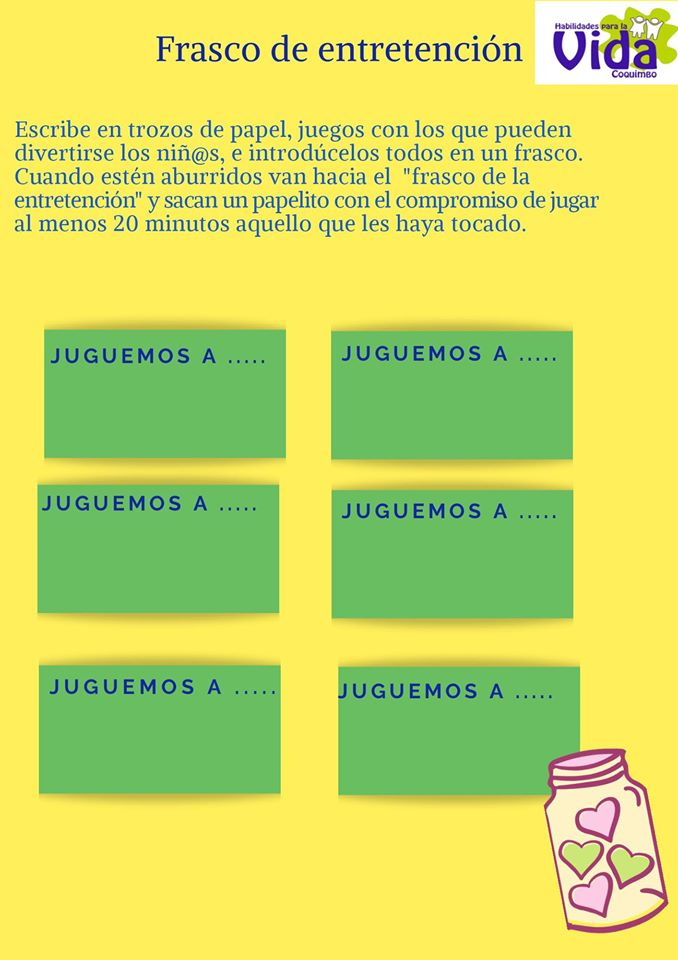 Habilidades para la
Vida
COQUIMBO
Frasco de entretención
Escribe en trozos de papel, juegos con los que pueden
divertirse los niñ@s, e introdúcelos todos en un frasco.
Cuando estén aburridos van hacia el "frasco de la
entretención" y sacan un papelito con el compromiso de jugar
al menos 20 minutos aquello que les haya tocado.
JUGUEMOS A .....
JUGUEMOS A .....
JUGUEMOS A .....
JUGUEMOS A .....
JUGUEMOS A .....
JUGUEMOS A .....